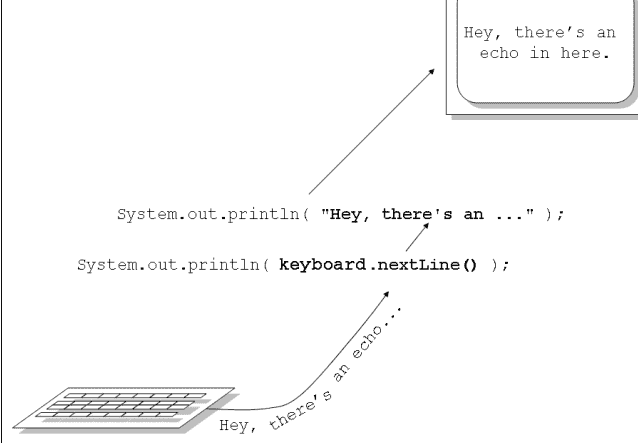 Hey, there's an
echo in here.
System.out.println( "Hey, there's an ..." );
System.out.println( keyboard.nextLine() );
Hey, there's an echo...